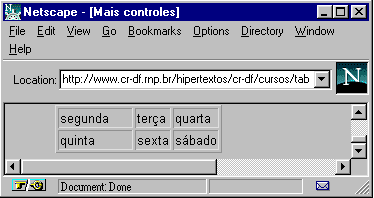 Netscape - [Mais controles]
File Edit View Go Bookmarks Options Directory Window
Help
Location: http://www.cr-df.rnp.br/hipertextos/cr-df/cursos/tab
N
segunda terça quarta
quinta sexta sábado
Document: Done